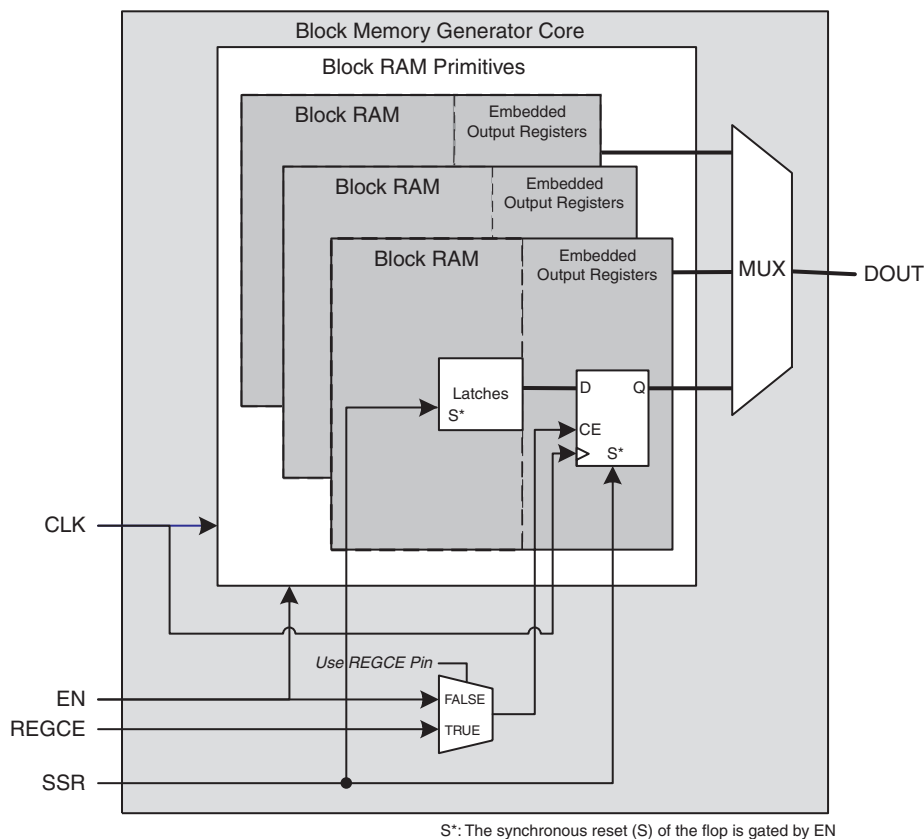 Block Memory Generator Core
Block RAM Primitives
Block RAM
Embedded
Output Registers
Block RAM
Embedded
Output Registers
Block RAM
Embedded
Output Registers
MUX
DOUT
Latches
S*
D
Q
CE
S*
CLK
Use REGCE Pin
EN
FALSE
REGCE
TRUE
SSR
S*: The synchronous reset (S) of the flop is gated by EN